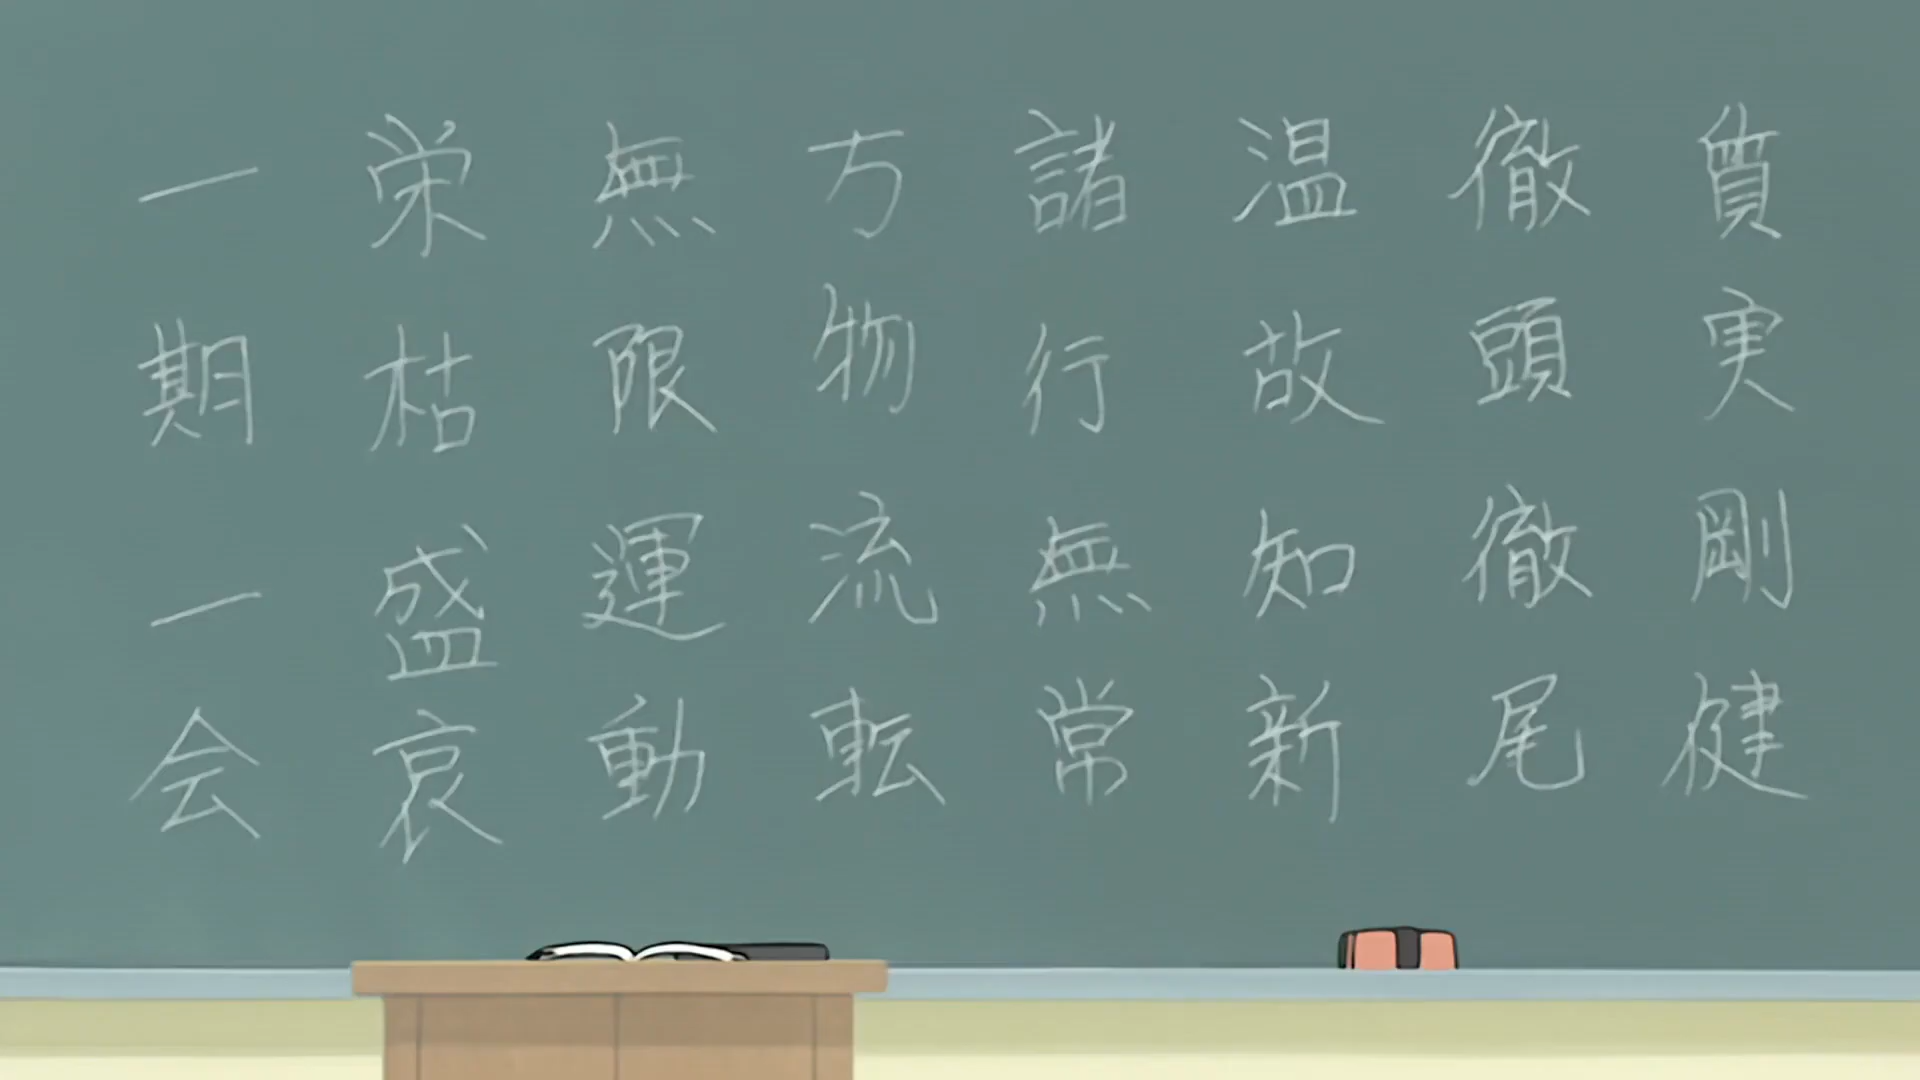 質実剛健
徹頭徹尾
温故知新
諸行無常
万物流転
無限運動
栄枯盛哀
一期一会